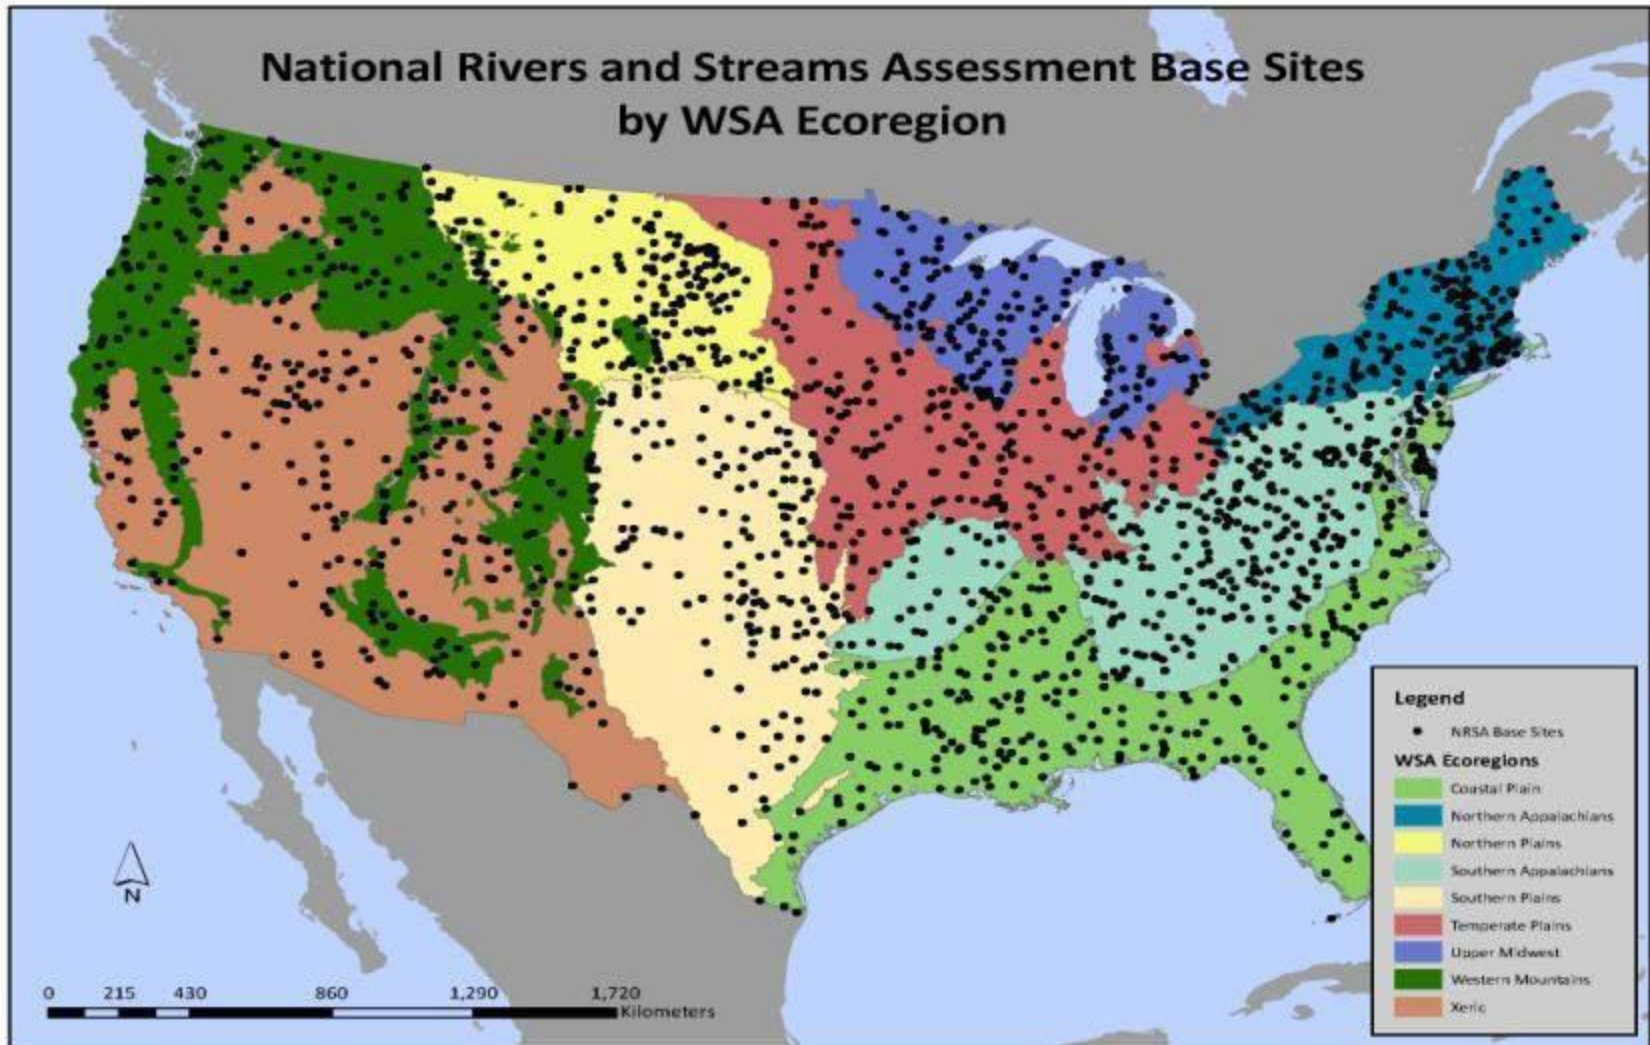 National Rivers and Streams Assessment Base Sites
by WSA Ecoregion
Legend
NRSA Base Sites
WSA Ecoregions
Coastal Plain
Northern Appalachians
Northern Plains
Southern Appalachians
Southern Plains
Temperate Plains
Upper Midwest
Western Mountains
Xeric
N
0 215 430 860 1,290 1,720
Kilometers